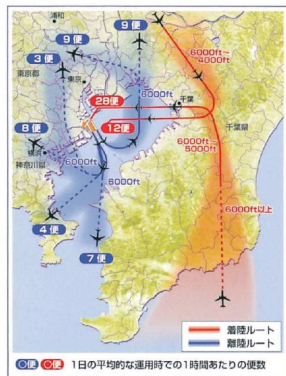 浦和
9便
9便
3便
東京都
東京
6000ft～
4000ft
6000ft
千葉
28便
12便
千葉県
8便
横浜
神奈川県
6000ft～
5000ft
6000ft
6000ft
6000ft以上
4便
7便
着陸ルート
離陸ルート
○便 ○便 1日の平均的な運用時での1時間あたりの便数